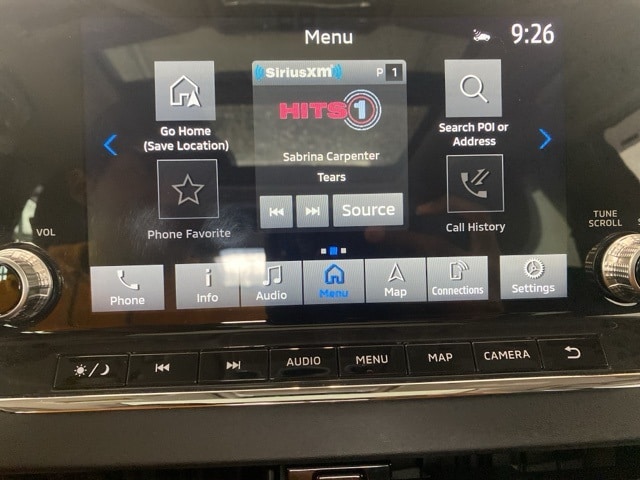 Menu
9:26
SiriusXM
P 1
HITS 1
Sabrina Carpenter
Tears
Source
Go Home
(Save Location)
Phone Favorite
Search POI or
Address
Call History
VOL
TUNE
SCROLL
Phone
Info
Audio
Menu
Map
Connections
Settings
AUDIO
MENU
MAP
CAMERA